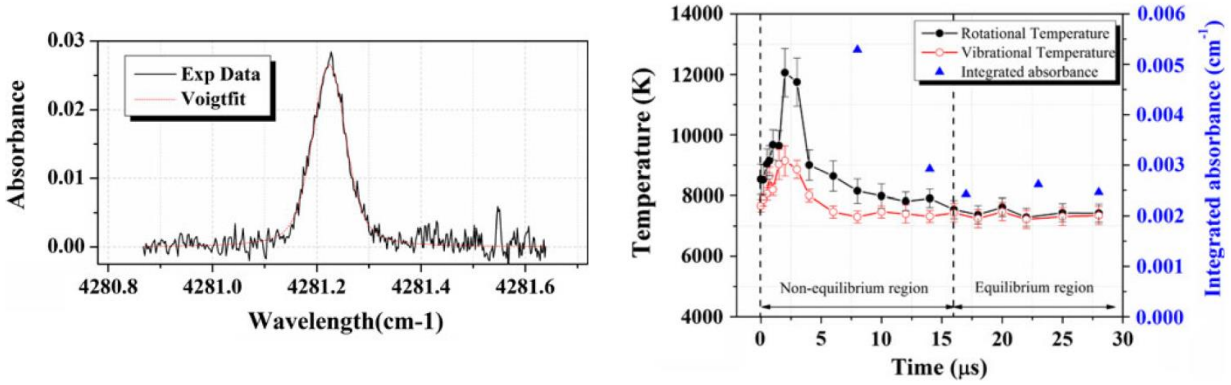 0.03
0.02
0.01
0.00
Absorbance
Exp Data
Voigtfit
4280.8 4281.0 4281.2 4281.4 4281.6
Wavelength(cm-1)
14000
12000
10000
8000
6000
4000
Temperature (K)
Rotational Temperature
Vibrational Temperature
Integrated absorbance
Non-equilibrium region
Equilibrium region
0 5 10 15 20 25 30
Time (μs)
0.006
0.005
0.004
0.003
0.002
0.001
0.000
Integrated absorbance (cm⁻¹)